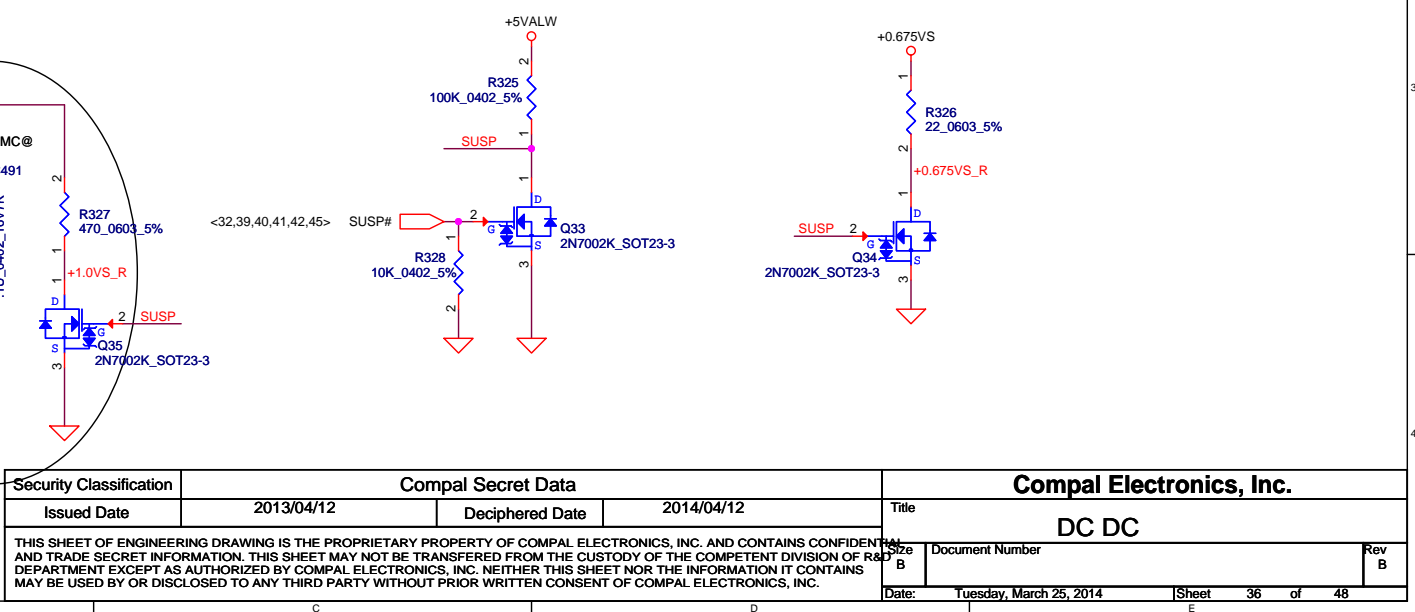 +5VALW
+0.675VS
2
R325
100K_0402_5%
1
SUSP
1
R326
22_0603_5%
2
+0.675VS_R
MC@
491
2
R327
470_0603_5%
1
+1.0VS_R
1
D
G
S
2
SUSP
Q35
2N7002K_SOT23-3
3
<32,39,40,41,42,45>
SUSP#
2
1
D
G
S
Q33
2N7002K_SOT23-3
3
1
R328
10K_0402_5%
2
SUSP
2
1
D
G
S
Q34
2N7002K_SOT23-3
3
3
4
Security Classification
Compal Secret Data
Compal Electronics, Inc.
Issued Date
2013/04/12
Deciphered Date
2014/04/12
Title
DC DC
THIS SHEET OF ENGINEERING DRAWING IS THE PROPRIETARY PROPERTY OF COMPAL ELECTRONICS, INC. AND CONTAINS CONFIDENTIAL
AND TRADE SECRET INFORMATION. THIS SHEET MAY NOT BE TRANSFERED FROM THE CUSTODY OF THE COMPETENT DIVISION OF R&D
DEPARTMENT EXCEPT AS AUTHORIZED BY COMPAL ELECTRONICS, INC. NEITHER THIS SHEET NOR THE INFORMATION IT CONTAINS
MAY BE USED BY OR DISCLOSED TO ANY THIRD PARTY WITHOUT PRIOR WRITTEN CONSENT OF COMPAL ELECTRONICS, INC.
Size
B
Document Number
Rev
B
Date:
Tuesday, March 25, 2014
Sheet 36 of 48
C
D
E